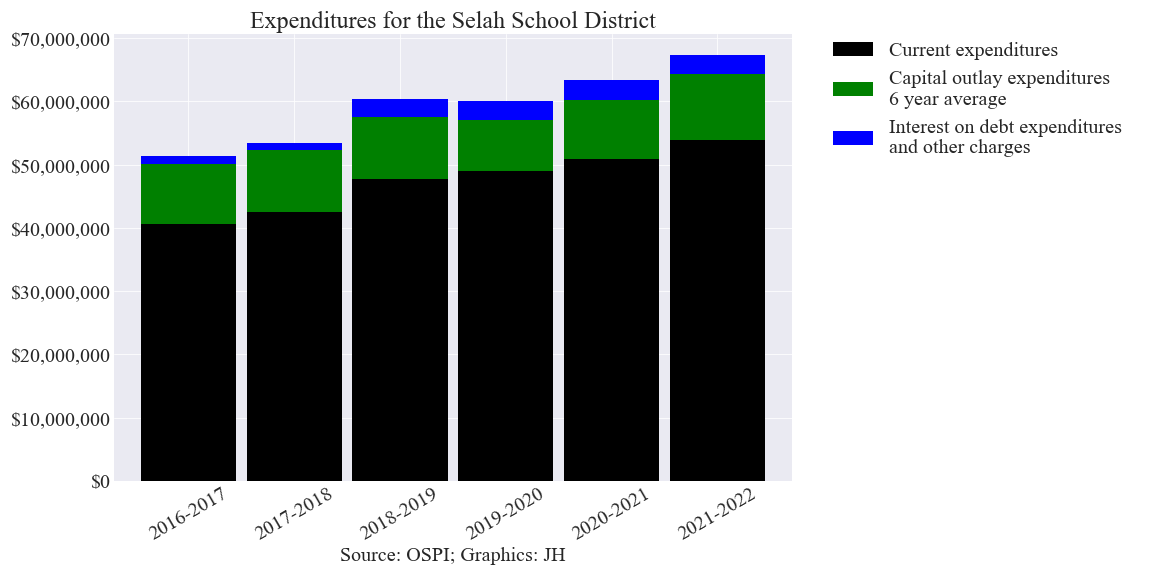 Expenditures for the Selah School District
$70,000,000
$60,000,000
$50,000,000
$40,000,000
$30,000,000
$20,000,000
$10,000,000
$0
2016-2017
2017-2018
2018-2019
2019-2020
2020-2021
2021-2022
Source: OSPI; Graphics: JH
Current expenditures
Capital outlay expenditures
6 year average
Interest on debt expenditures
and other charges